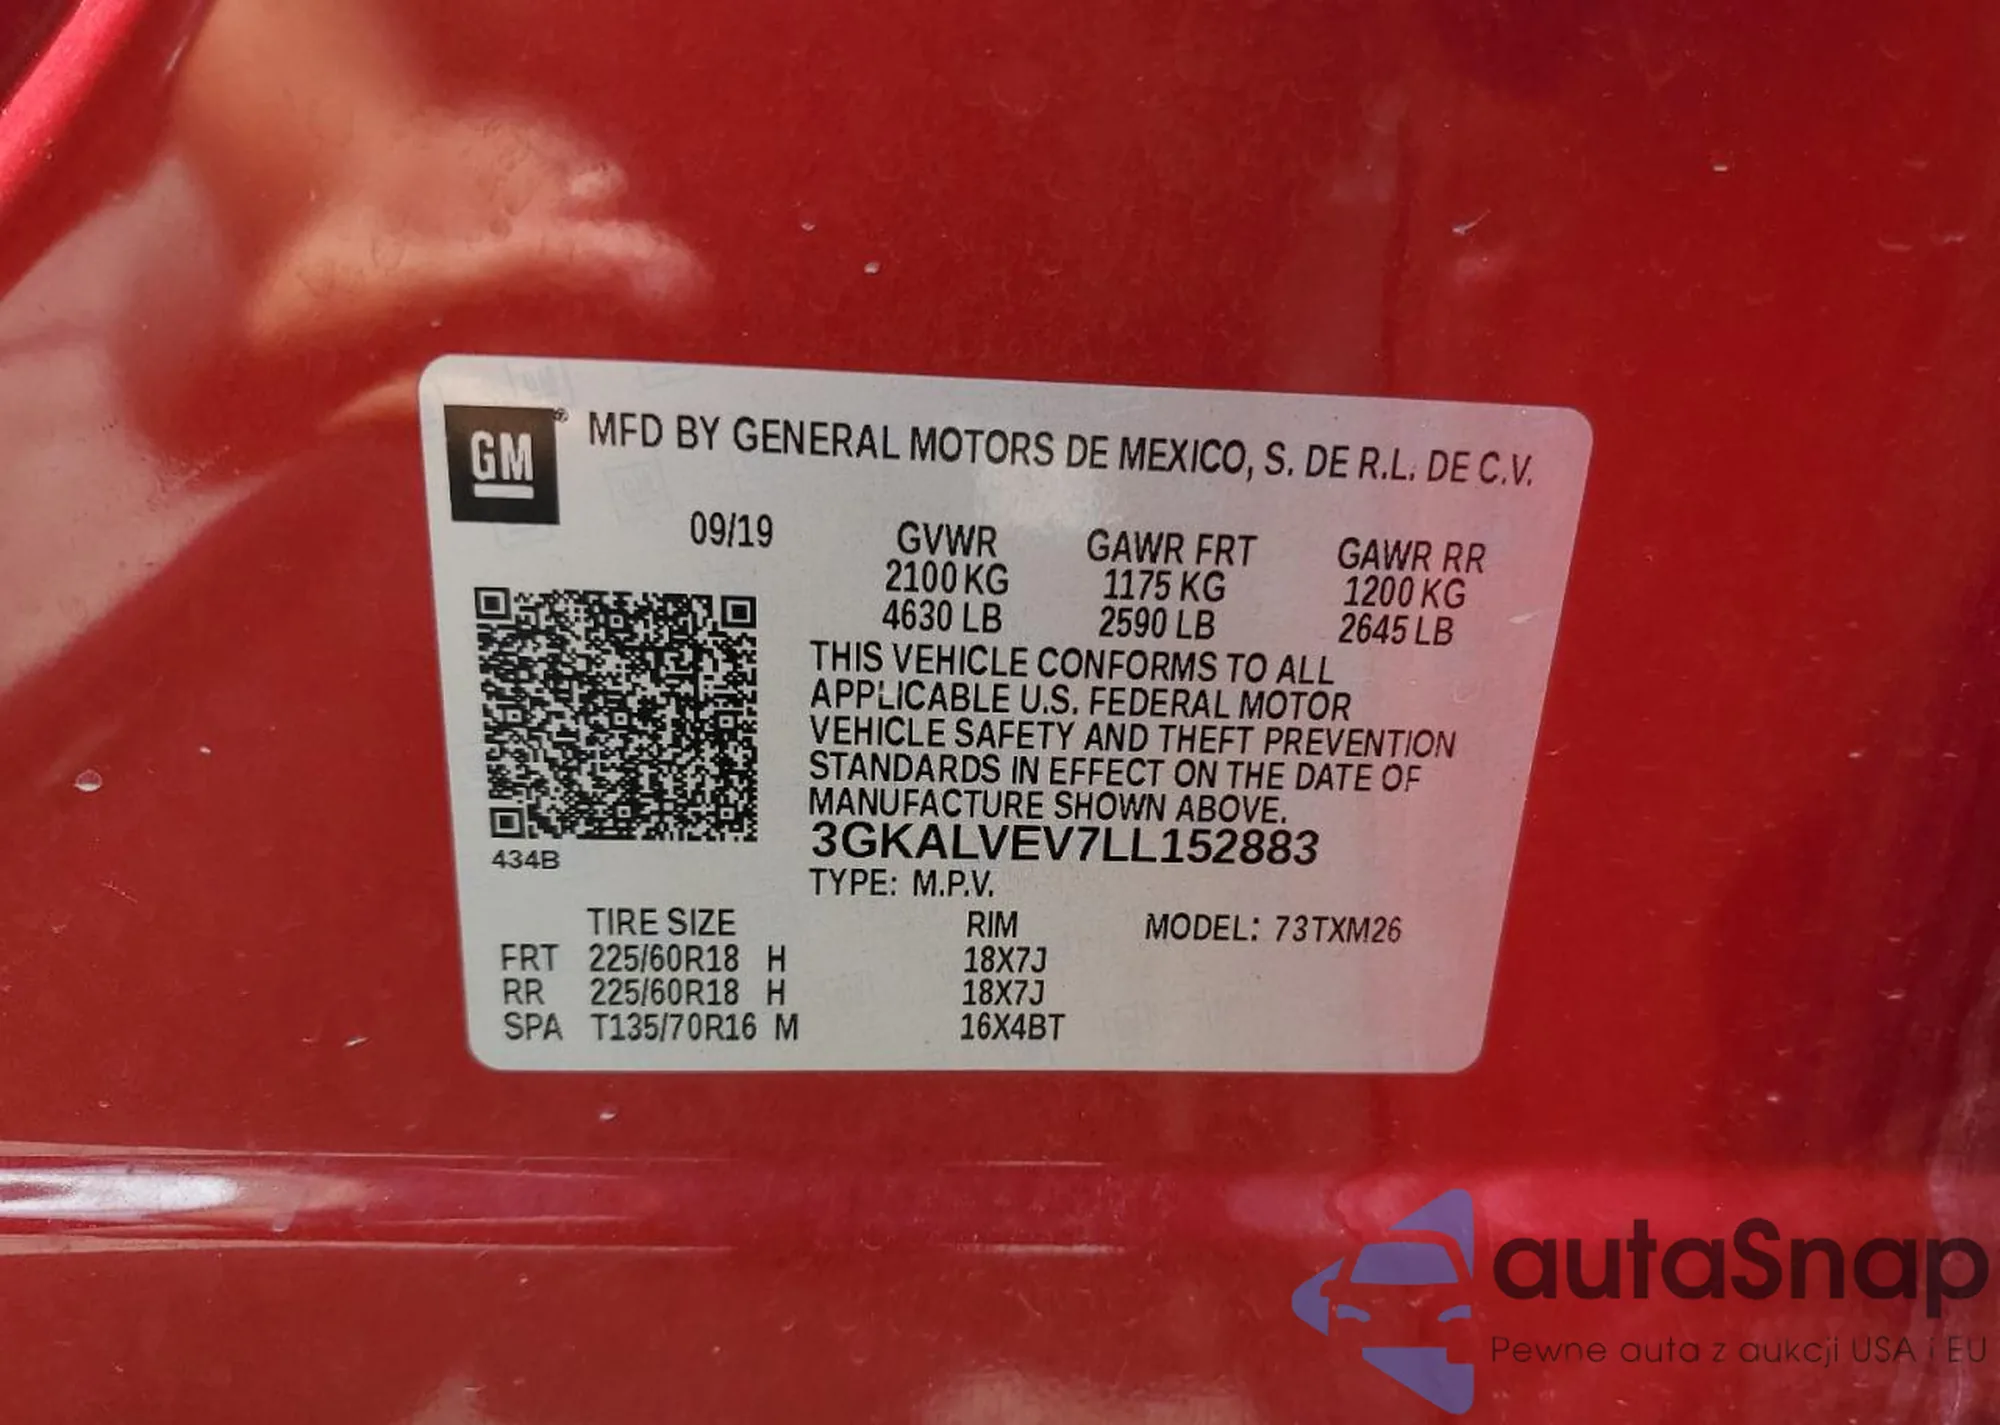 GM®
MFD BY GENERAL MOTORS DE MEXICO, S. DE R.L. DE C.V.
09/19
GVWR GAWR FRT GAWR RR
2100 KG 1175 KG 1200 KG
4630 LB 2590 LB 2645 LB
THIS VEHICLE CONFORMS TO ALL
APPLICABLE U.S. FEDERAL MOTOR
VEHICLE SAFETY AND THEFT PREVENTION
STANDARDS IN EFFECT ON THE DATE OF
MANUFACTURE SHOWN ABOVE.
3GKALVEV7LL152883
434B
TYPE: M.P.V.
TIRE SIZE RIM MODEL: 73TXM26
FRT 225/60R18 H 18X7J
RR 225/60R18 H 18X7J
SPA T135/70R16 M 16X4BT
autaSnap
Pewne auta z aukcji USA i EU